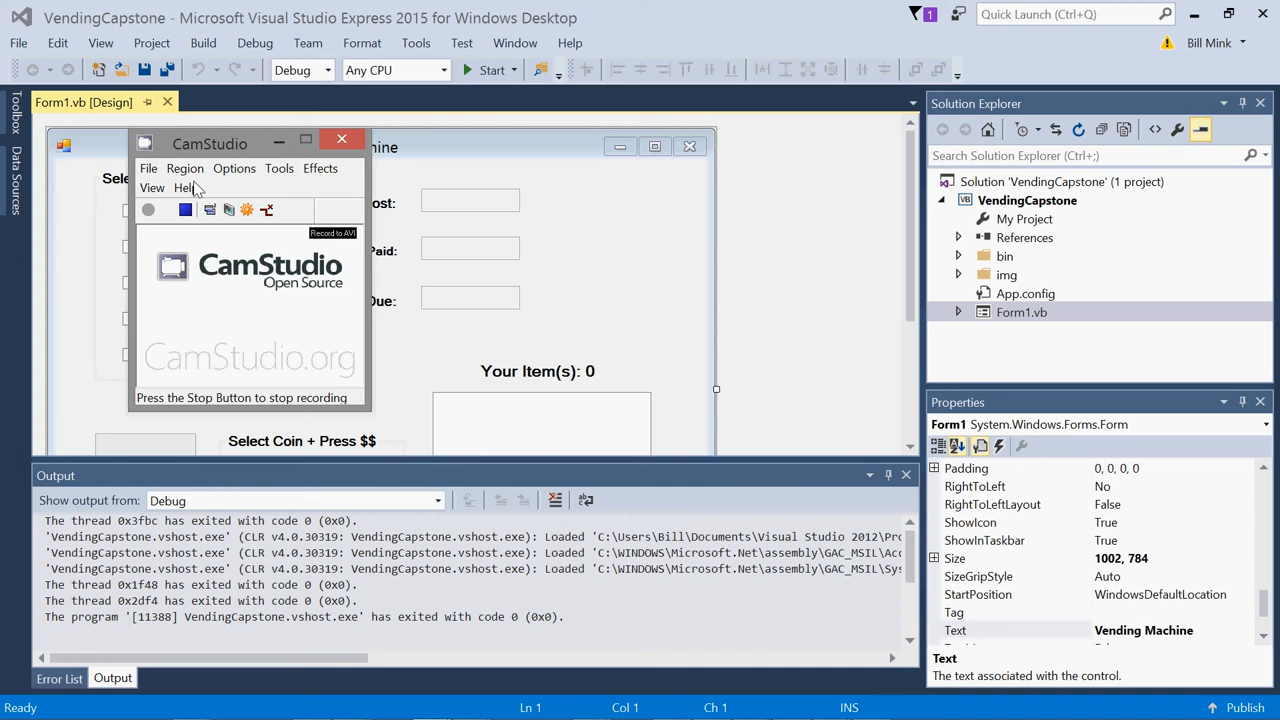 VendingCapstone - Microsoft Visual Studio Express 2015 for Windows Desktop
1
Quick Launch (Ctrl+Q)
File Edit View Project Build Debug Team Format Tools Test Window Help
Bill Mink
Debug Any CPU Start
Toolbox
Data Sources
Form1.vb [Design]
CamStudio
File Region Options Tools Effects
View Help
Record to AVI
CamStudio
Open Source
CamStudio.org
Press the Stop Button to stop recording
ost:
Paid:
Due:
Your Item(s): 0
Select Coin + Press $$
Output
Show output from: Debug
The thread 0x3fbc has exited with code 0 (0x0).
'VendingCapstone.vshost.exe' (CLR v4.0.30319: VendingCapstone.vshost.exe): Loaded 'C:\Users\Bill\Documents\Visual Studio 2012\Pro
'VendingCapstone.vshost.exe' (CLR v4.0.30319: VendingCapstone.vshost.exe): Loaded 'C:\WINDOWS\Microsoft.Net\assembly\GAC_MSIL\Acc
'VendingCapstone.vshost.exe' (CLR v4.0.30319: VendingCapstone.vshost.exe): Loaded 'C:\WINDOWS\Microsoft.Net\assembly\GAC_MSIL\Sys
The thread 0x1f48 has exited with code 0 (0x0).
The thread 0x2df4 has exited with code 0 (0x0).
The program '[11388] VendingCapstone.vshost.exe' has exited with code 0 (0x0).
Error List Output
Solution Explorer
Search Solution Explorer (Ctrl+;)
Solution 'VendingCapstone' (1 project)
VB VendingCapstone
My Project
References
bin
img
App.config
Form1.vb
Properties
Form1 System.Windows.Forms.Form
Padding 0, 0, 0, 0
RightToLeft No
RightToLeftLayout False
ShowIcon True
ShowInTaskbar True
Size 1002, 784
SizeGripStyle Auto
StartPosition WindowsDefaultLocation
Tag
Text Vending Machine
Text
The text associated with the control.
Ready Ln 1 Col 1 Ch 1 INS Publish